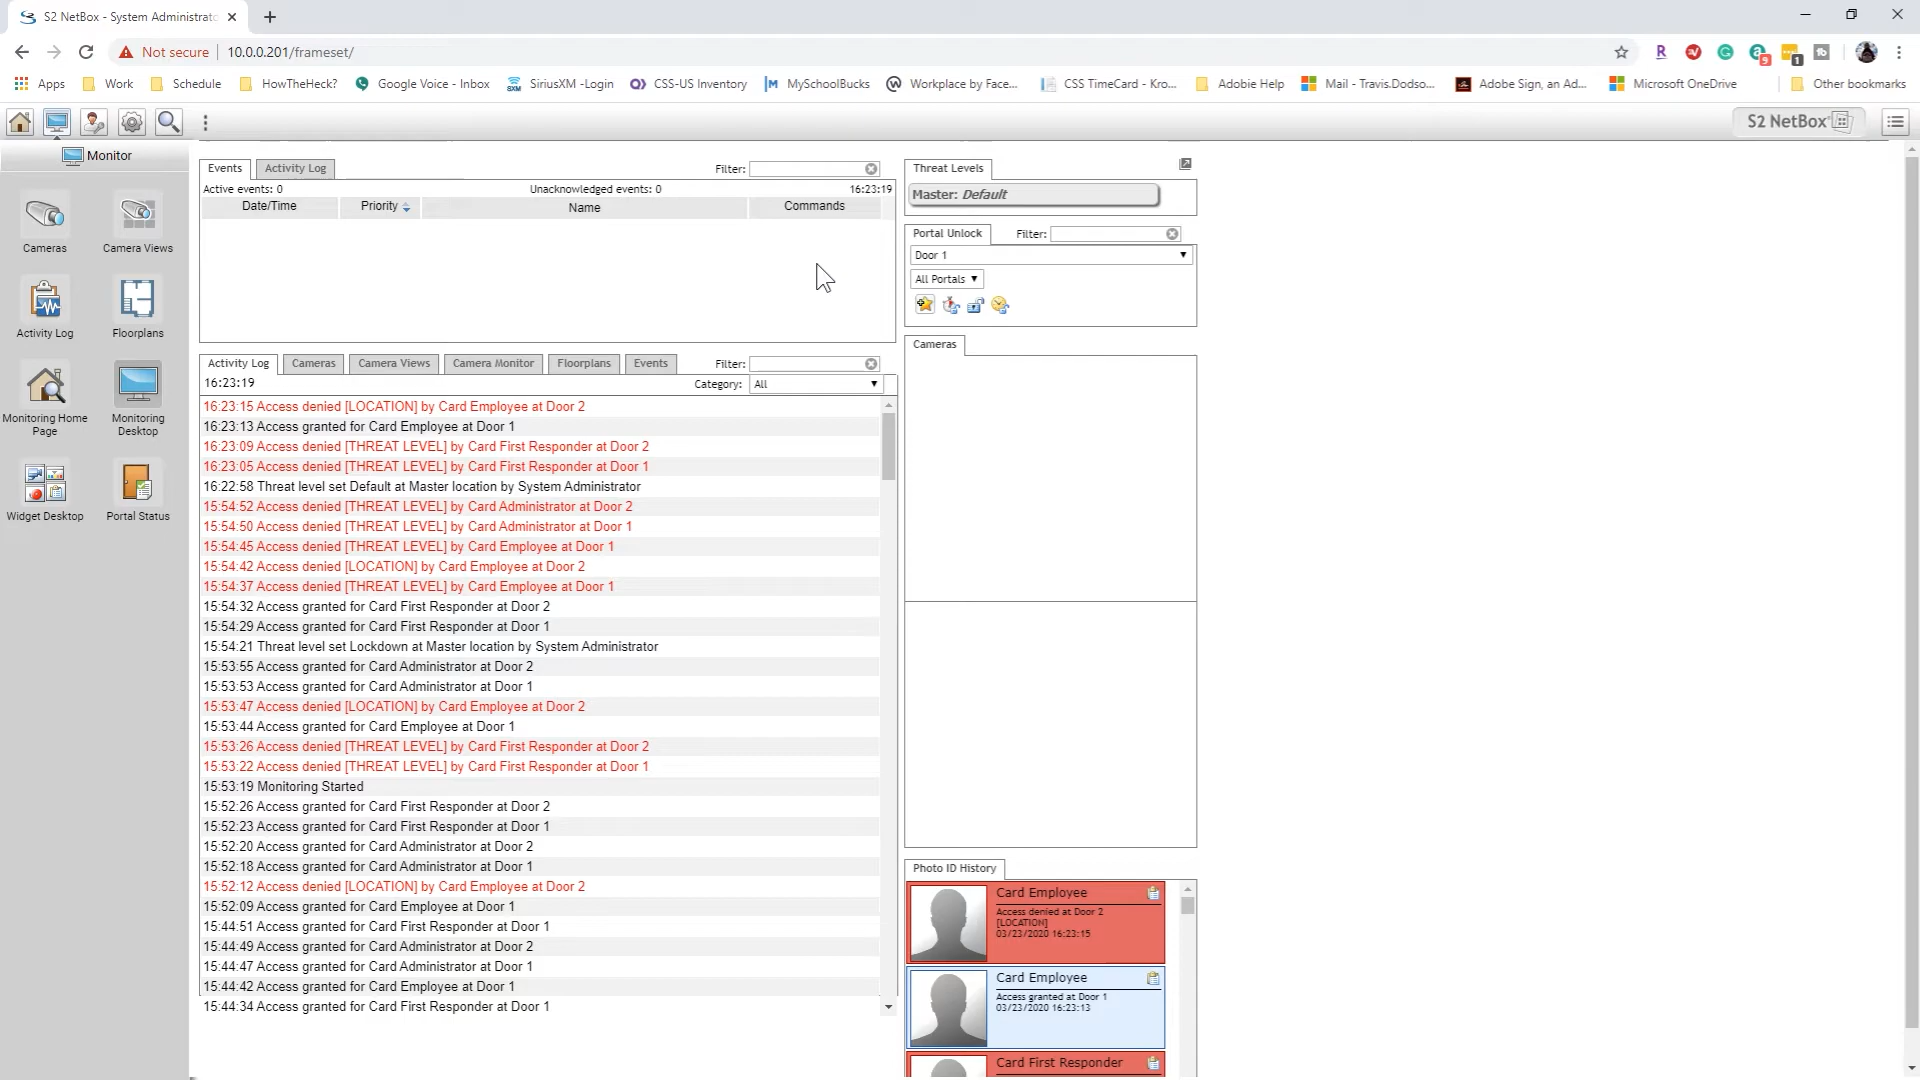 S2 NetBox - System Administrato
Not secure
10.0.0.201/frameset/
9
1
Apps
Work
Schedule
HowTheHeck?
Google Voice - Inbox
SiriusXM -Login
CSS-US Inventory
MySchoolBucks
Workplace by Face...
CSS TimeCard - Kro...
Adobie Help
Mail - Travis.Dodso...
Adobe Sign, an Ad...
Microsoft OneDrive
Other bookmarks
S2 NetBox
Monitor
Cameras
Camera Views
Activity Log
Floorplans
Monitoring Home
Page
Monitoring
Desktop
Widget Desktop
Portal Status
Events
Activity Log
Filter:
Active events: 0
Unacknowledged events: 0
16:23:19
Date/Time
Priority
Name
Commands
Activity Log
Cameras
Camera Views
Camera Monitor
Floorplans
Events
Filter:
16:23:19
Category:
All
16:23:15 Access denied [LOCATION] by Card Employee at Door 2
16:23:13 Access granted for Card Employee at Door 1
16:23:09 Access denied [THREAT LEVEL] by Card First Responder at Door 2
16:23:05 Access denied [THREAT LEVEL] by Card First Responder at Door 1
16:22:58 Threat level set Default at Master location by System Administrator
15:54:52 Access denied [THREAT LEVEL] by Card Administrator at Door 2
15:54:50 Access denied [THREAT LEVEL] by Card Administrator at Door 1
15:54:45 Access denied [THREAT LEVEL] by Card Employee at Door 1
15:54:42 Access denied [LOCATION] by Card Employee at Door 2
15:54:37 Access denied [THREAT LEVEL] by Card Employee at Door 1
15:54:32 Access granted for Card First Responder at Door 2
15:54:29 Access granted for Card First Responder at Door 1
15:54:21 Threat level set Lockdown at Master location by System Administrator
15:53:55 Access granted for Card Administrator at Door 2
15:53:53 Access granted for Card Administrator at Door 1
15:53:47 Access denied [LOCATION] by Card Employee at Door 2
15:53:44 Access granted for Card Employee at Door 1
15:53:26 Access denied [THREAT LEVEL] by Card First Responder at Door 2
15:53:22 Access denied [THREAT LEVEL] by Card First Responder at Door 1
15:53:19 Monitoring Started
15:52:26 Access granted for Card First Responder at Door 2
15:52:23 Access granted for Card First Responder at Door 1
15:52:20 Access granted for Card Administrator at Door 2
15:52:18 Access granted for Card Administrator at Door 1
15:52:12 Access denied [LOCATION] by Card Employee at Door 2
15:52:09 Access granted for Card Employee at Door 1
15:44:51 Access granted for Card First Responder at Door 1
15:44:49 Access granted for Card Administrator at Door 2
15:44:47 Access granted for Card Administrator at Door 1
15:44:42 Access granted for Card Employee at Door 1
15:44:34 Access granted for Card First Responder at Door 1
Threat Levels
Master: Default
Portal Unlock
Filter:
Door 1
All Portals
Cameras
Photo ID History
Card Employee
Access denied at Door 2
[LOCATION]
03/23/2020 16:23:15
Card Employee
Access granted at Door 1
03/23/2020 16:23:13
Card First Responder